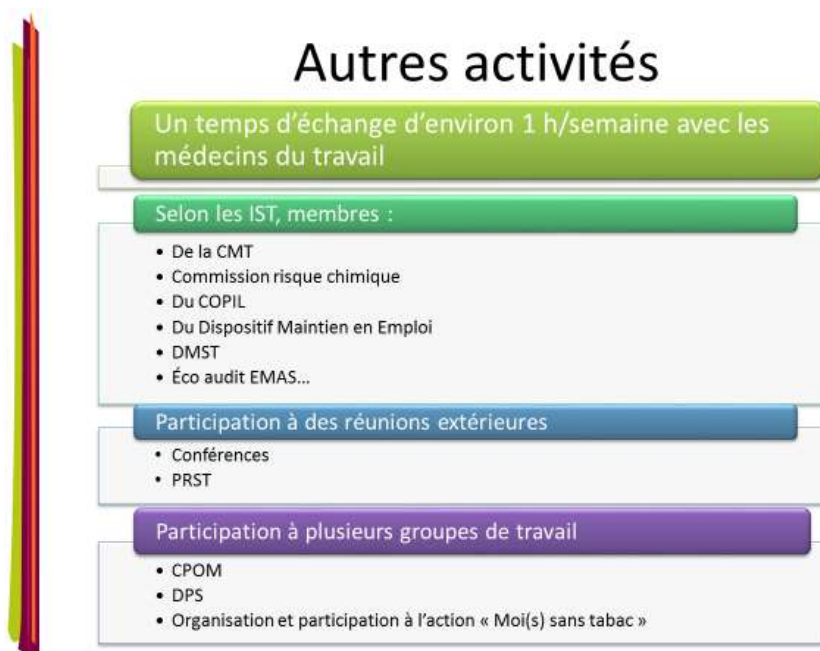 Autres activités
Un temps d'échange d'environ 1 h/semaine avec les
médecins du travail
Selon les IST, membres :
• De la CMT
• Commission risque chimique
• Du COPIL
• Du Dispositif Maintien en Emploi
• DMST
• Éco audit EMAS...
Participation à des réunions extérieures
• Conférences
• PRST
Participation à plusieurs groupes de travail
• CPOM
• DPS
• Organisation et participation à l'action « Moi(s) sans tabac »